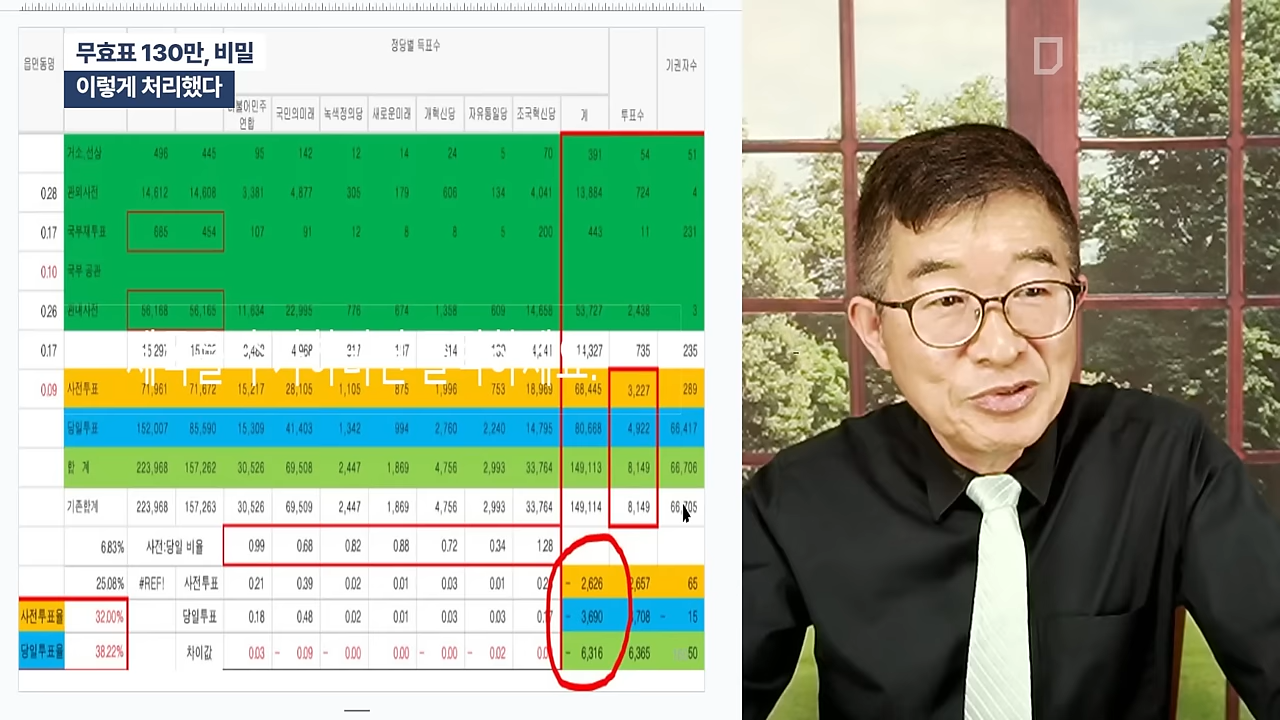 무효표 130만, 비밀
이렇게 처리했다
읍면동명 정당별 득표수 기권자수
국민의미래 녹색정의당 새로운미래 개혁신당 자유통일당 조국혁신당 계 투표수
연합
거소,선상 496 445 95 142 12 14 24 5 70 391 54 51
0.28 관외사전 14,612 14,608 3,381 4,877 305 179 606 134 4,041 13,884 724 4
0.17 국부재투표 685 454 107 91 12 8 8 5 200 443 11 231
0.10 국부 공관
0.26 관내사전 56,168 56,165 11,634 22,995 776 674 1,358 609 14,658 53,727 2,438 3
0.17 14,327 735 235
0.09 사전투표 71,961 71,672 15,217 28,105 1,105 875 1,996 753 18,969 68,445 3,227 289
당일투표 152,007 85,590 15,309 41,403 1,342 994 2,760 2,240 14,795 80,668 4,922 66,417
합 계 223,968 157,262 30,526 69,508 2,447 1,869 4,756 2,993 33,764 149,113 8,149 66,706
기존합계 223,968 157,263 30,526 69,509 2,447 1,869 4,756 2,993 33,764 149,114 8,149
6.83% 사전:당일 비율 0.99 0.68 0.82 0.88 0.72 0.34 1.28
25.08% #REF! 사전투표 0.21 0.39 0.02 0.01 0.03 0.01 - 2,626 2,657 65
사전투표율 32.00% 당일투표 0.18 0.48 0.02 0.01 0.03 0.03 - 3,690 - 15
당일투표율 38.22% 차이값 0.03 - 0.09 - 0.00 0.00 - 0.00 - 0.02 - 6,316 6,365 50